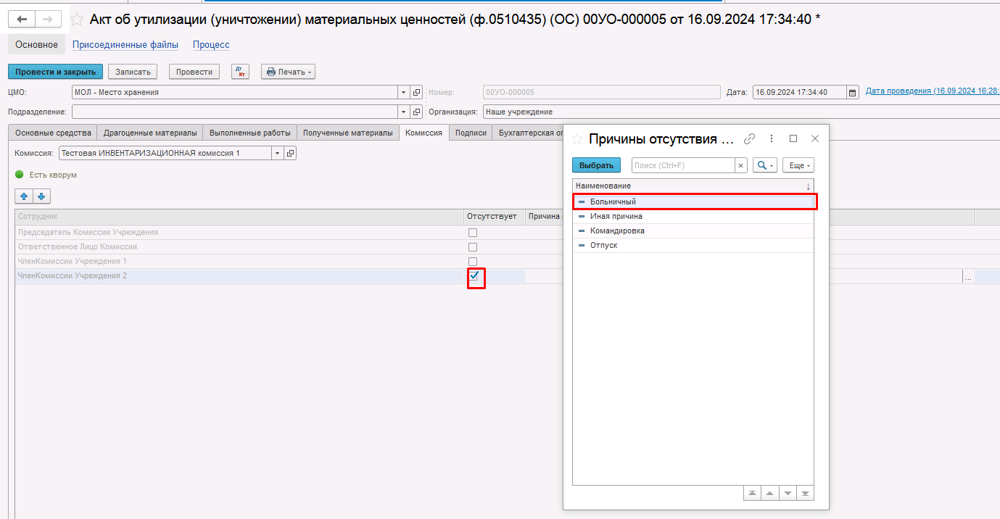 Акт об утилизации (уничтожении) материальных ценностей (ф.0510435) (ОС) 00УО-000005 от 16.09.2024 17:34:40 *
Основное Присоединенные файлы Процесс
Провести и закрыть Записать Провести Дт Кт Печать
ЦМО: МОЛ - Место хранения Номер: 00УО-000005 Дата: 16.09.2024 17:34:40 Дата проведения (16.09.2024 16:28:
Подразделение: Организация: Наше учреждение
Основные средства Драгоценные материалы Выполненные работы Полученные материалы Комиссия Подписи Бухгалтерская оп
Комиссия: Тестовая ИНВЕНТАРИЗАЦИОННАЯ комиссия 1
Есть кворум
Сотрудник Отсутствует Причина
Председатель Комиссии Учреждения
Ответственное Лицо Комиссии
ЧленКомиссии Учреждения 1
ЧленКомиссии Учреждения 2 ...
Причины отсутствия ...
Выбрать Поиск (Ctrl+F) × Еще
Наименование ↓
Больничный
Иная причина
Командировка
Отпуск